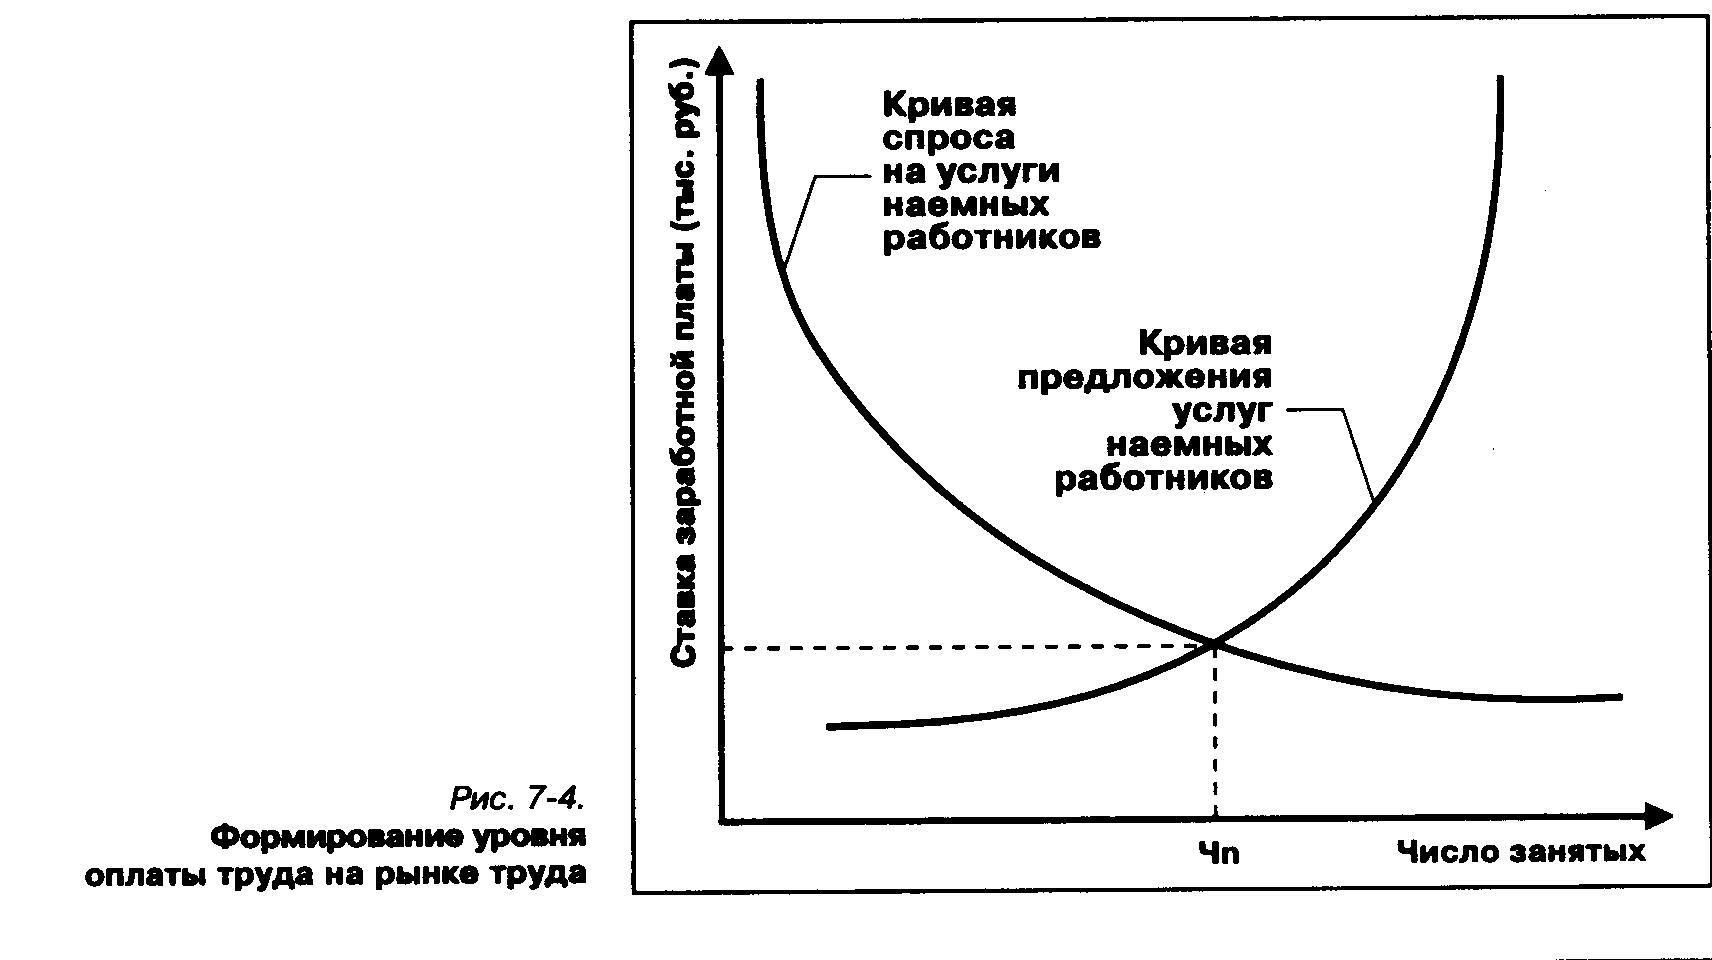 Ставка заработной платы (тыс. руб.)
Кривая
спроса
на услуги
наемных
работников
Кривая
предложения
услуг
наемных
работников
Чп
Число занятых
Рис. 7-4.
Формирование уровня
оплаты труда на рынке труда